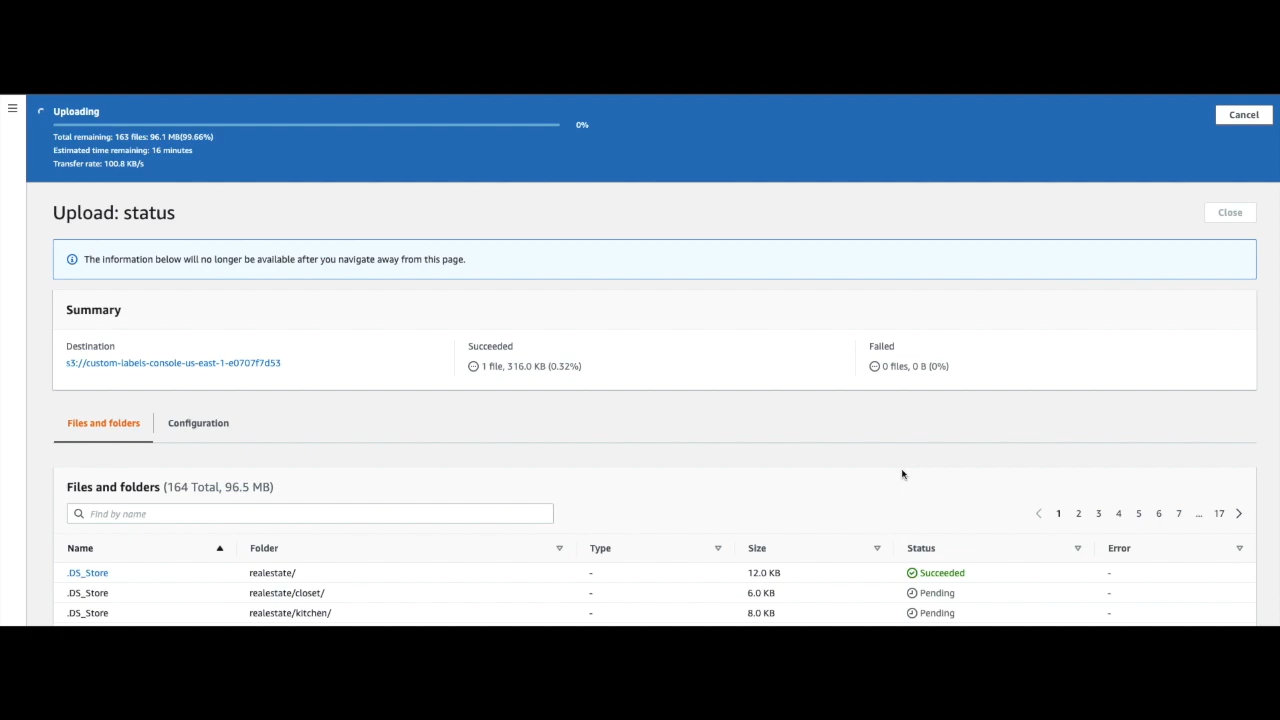 Uploading
0%
Cancel
Total remaining: 163 files: 96.1 MB(99.66%)
Estimated time remaining: 16 minutes
Transfer rate: 100.8 KB/s
Upload: status
Close
The information below will no longer be available after you navigate away from this page.
Summary
Destination Succeeded Failed
s3://custom-labels-console-us-east-1-e0707f7d53 1 file, 316.0 KB (0.32%) 0 files, 0 B (0%)
Files and folders Configuration
Files and folders (164 Total, 96.5 MB)
Find by name 1 2 3 4 5 6 7 ... 17
Name Folder Type Size Status Error
.DS_Store realestate/ - 12.0 KB Succeeded -
.DS_Store realestate/closet/ - 6.0 KB Pending -
.DS_Store realestate/kitchen/ - 8.0 KB Pending -